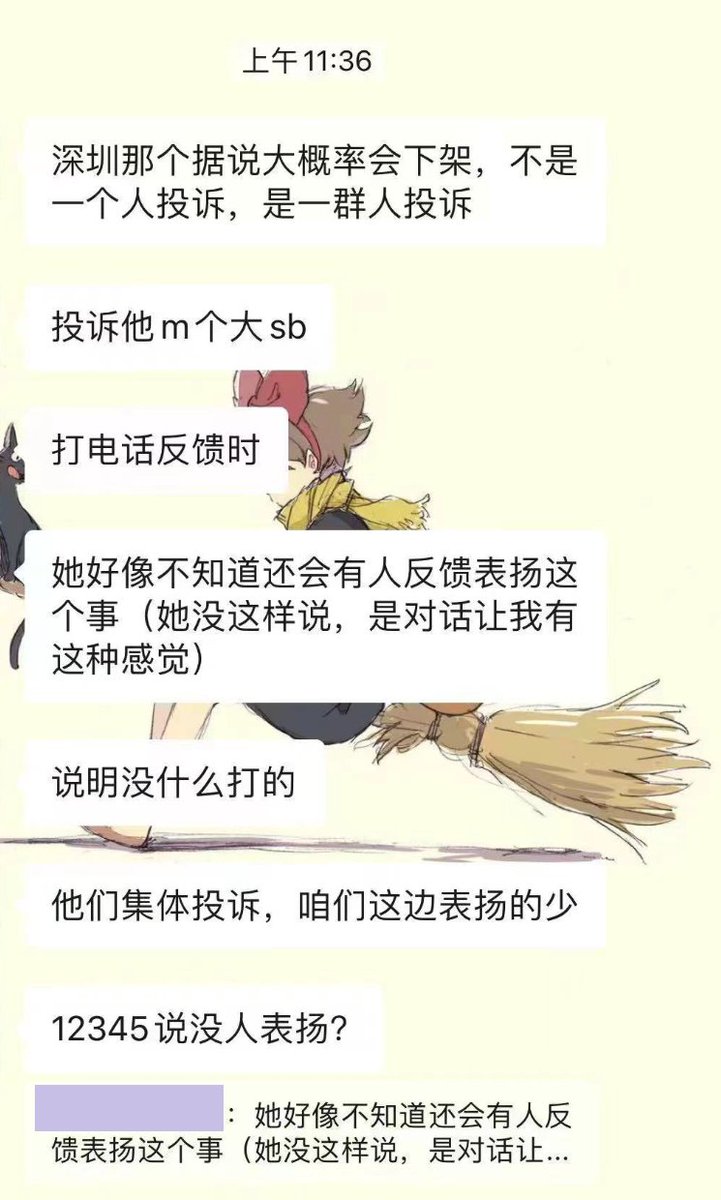 上午11:36
深圳那个据说大概率会下架，不是
一个人投诉，是一群人投诉
投诉他m个大sb
打电话反馈时
她好像不知道还会有人反馈表扬这
个事（她没这样说，是对话让我有
这种感觉）
说明没什么打的
他们集体投诉，咱们这边表扬的少
12345说没人表扬？
：她好像不知道还会有人反
馈表扬这个事（她没这样说，是对话让...